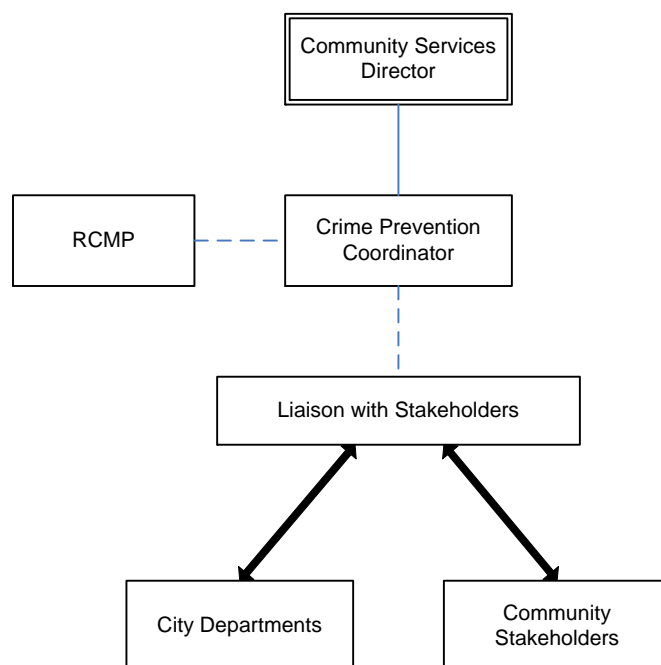 Community Services
Director
RCMP
Crime Prevention
Coordinator
Liaison with Stakeholders
City Departments
Community
Stakeholders